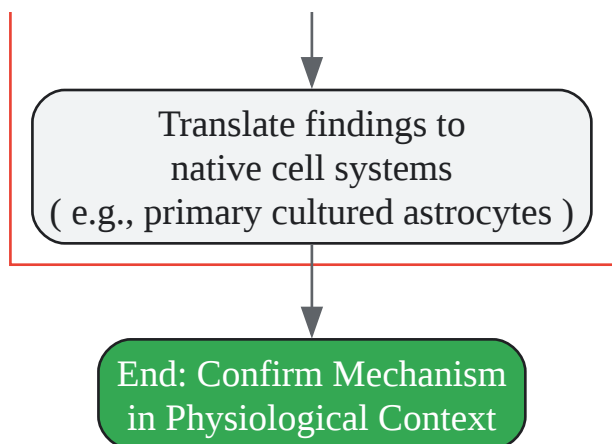 Translate findings to
native cell systems
( e.g., primary cultured astrocytes )
End: Confirm Mechanism
in Physiological Context